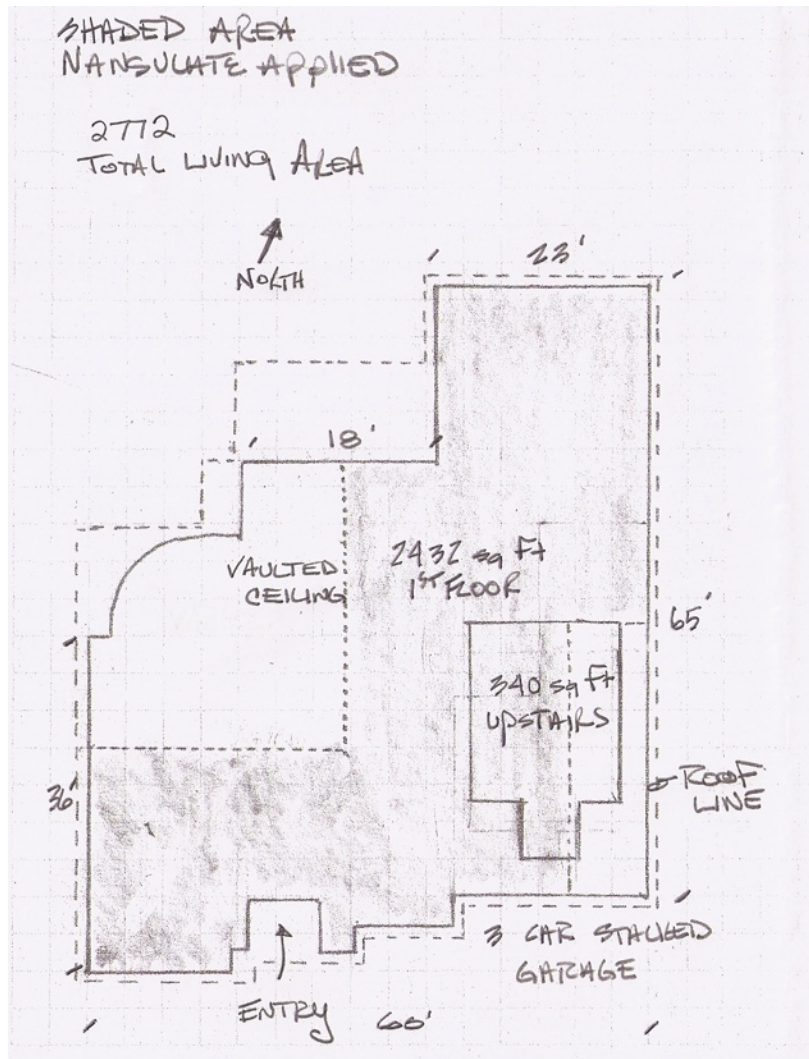 SHADED AREA
NANSULATE APPLIED
2772
TOTAL LIVING AREA
NORTH
23'
18'
VAULTED
CEILING
2432 sq ft
1ST FLOOR
65'
340 sq ft
UPSTAIRS
36'
ROOF
LINE
3 CAR STACKED
GARAGE
ENTRY
60'